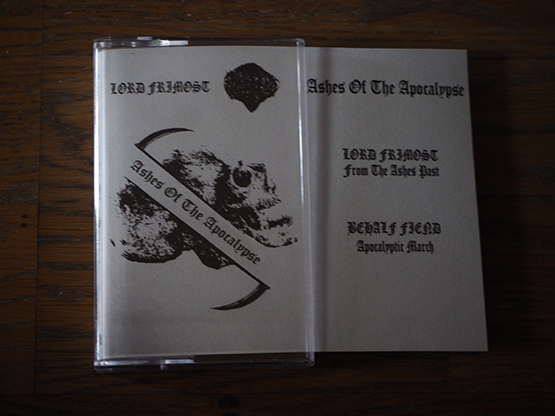 LORD FRIMOST
Ashes Of The Apocalypse
Ashes Of The Apocalypse
LORD FRIMOST
From The Ashes Past
BEHALF FIEND
Apocalyptic March